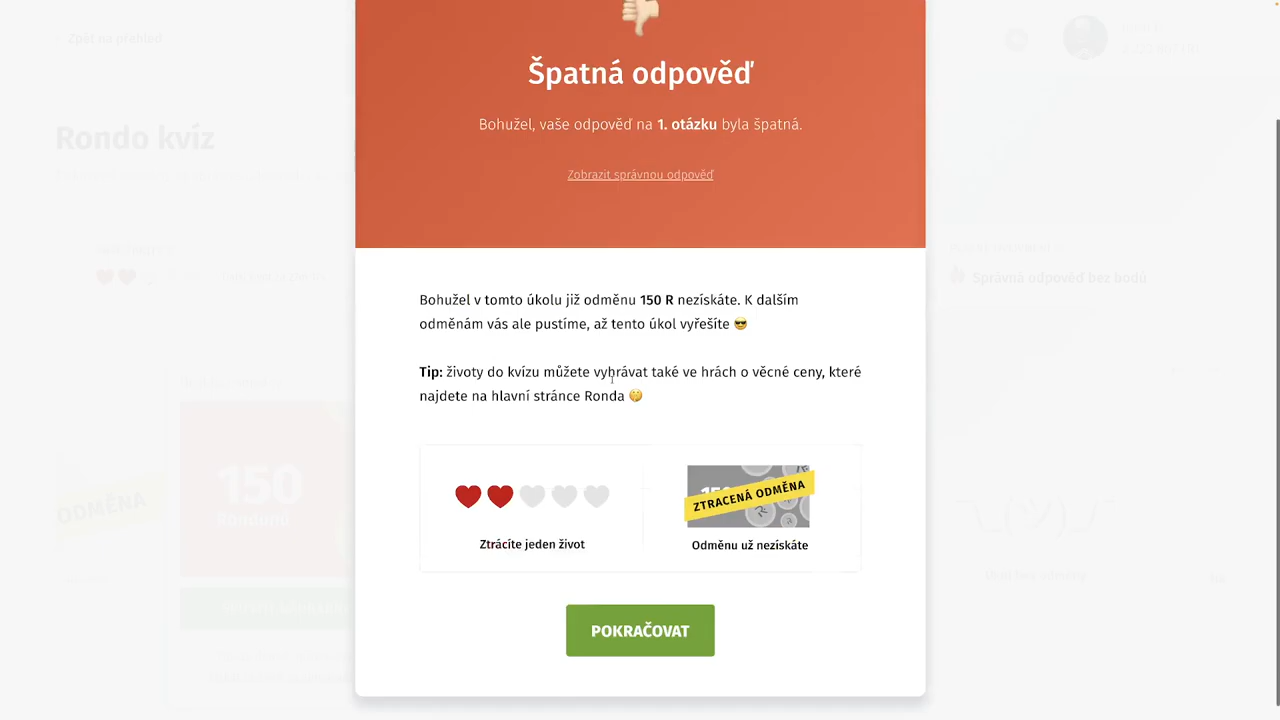 Zpět na přehled
Rondo kvíz
Špatná odpověď
Bohužel, vaše odpověď na 1. otázku byla špatná.
Zobrazit správnou odpověď
Správná odpověď bez bodů
Bohužel v tomto úkolu již odměnu 150 R nezískáte. K dalším
odměnám vás ale pustíme, až tento úkol vyřešíte 😎
Tip: životy do kvízu můžete vyhrávat také ve hrách o věcné ceny, které
najdete na hlavní stránce Ronda 🤭
150
ODMĚNA
ZTRACENÁ ODMĚNA
Ztrácíte jeden život
Odměnu už nezískáte
POKRAČOVAT